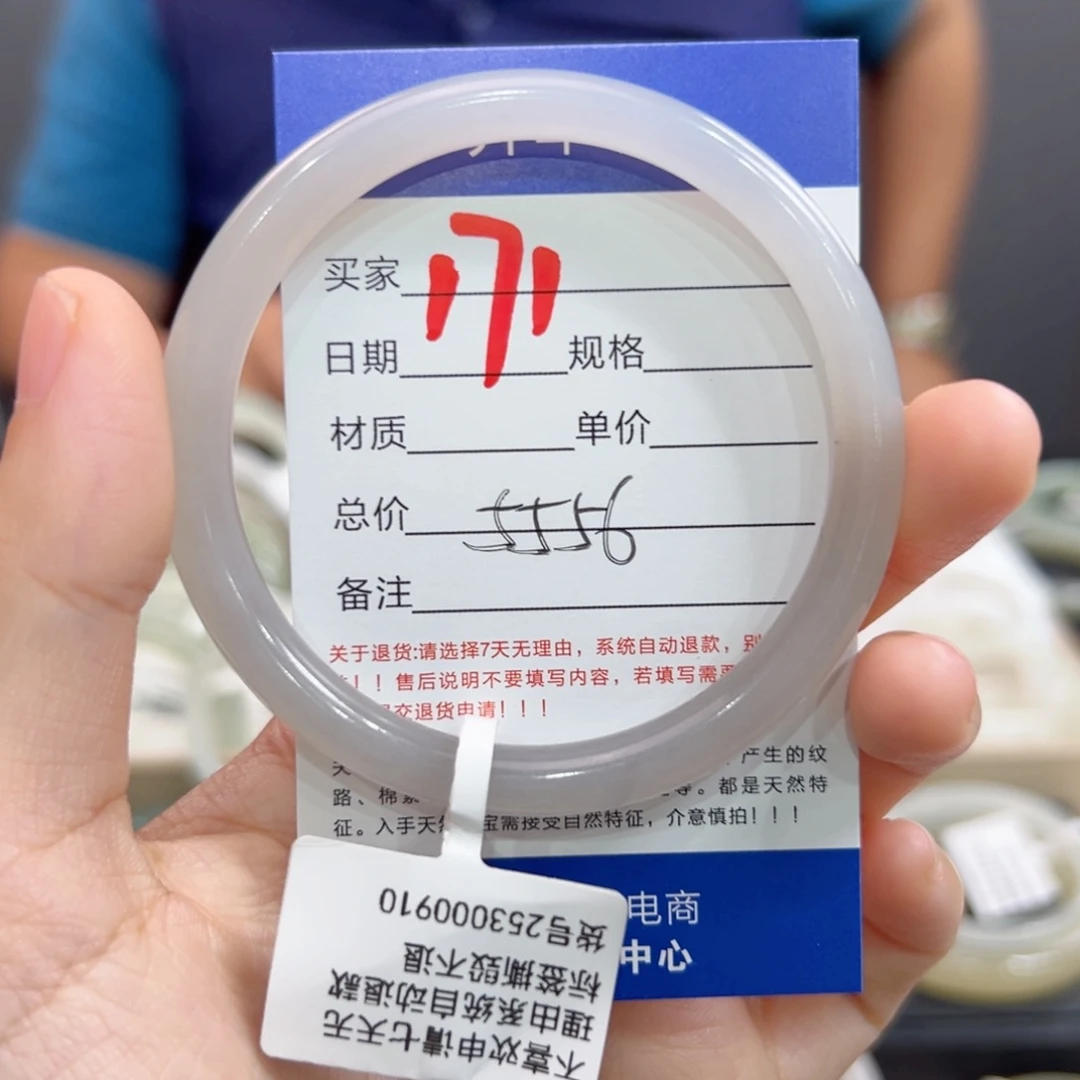 171
买家
日期 规格
材质 单价
总价 5556
备注
关于退货:请选择7天无理由，系统自动退款，别
！！售后说明不要填写内容，若填写需
交退货申请！！！
产生的纹
路、棉 等。都是天然特
征。入手天然 宝需接受自然特征，介意慎拍！！！
电商
中心
不喜欢申请七天无
理由系统自动退款
标签撕毁不退
货号253000910